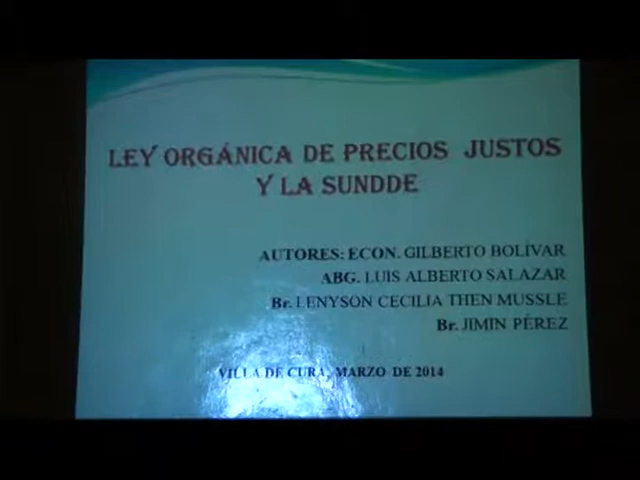 LEY ORGÁNICA DE PRECIOS JUSTOS
Y LA SUNDDE
AUTORES: ECON. GILBERTO BOLÍVAR
ABG. LUIS ALBERTO SALAZAR
Br. LENYSON CECILIA THEN MUSSLE
Br. JIMIN PÉREZ
VILLA DE CURA, MARZO DE 2014